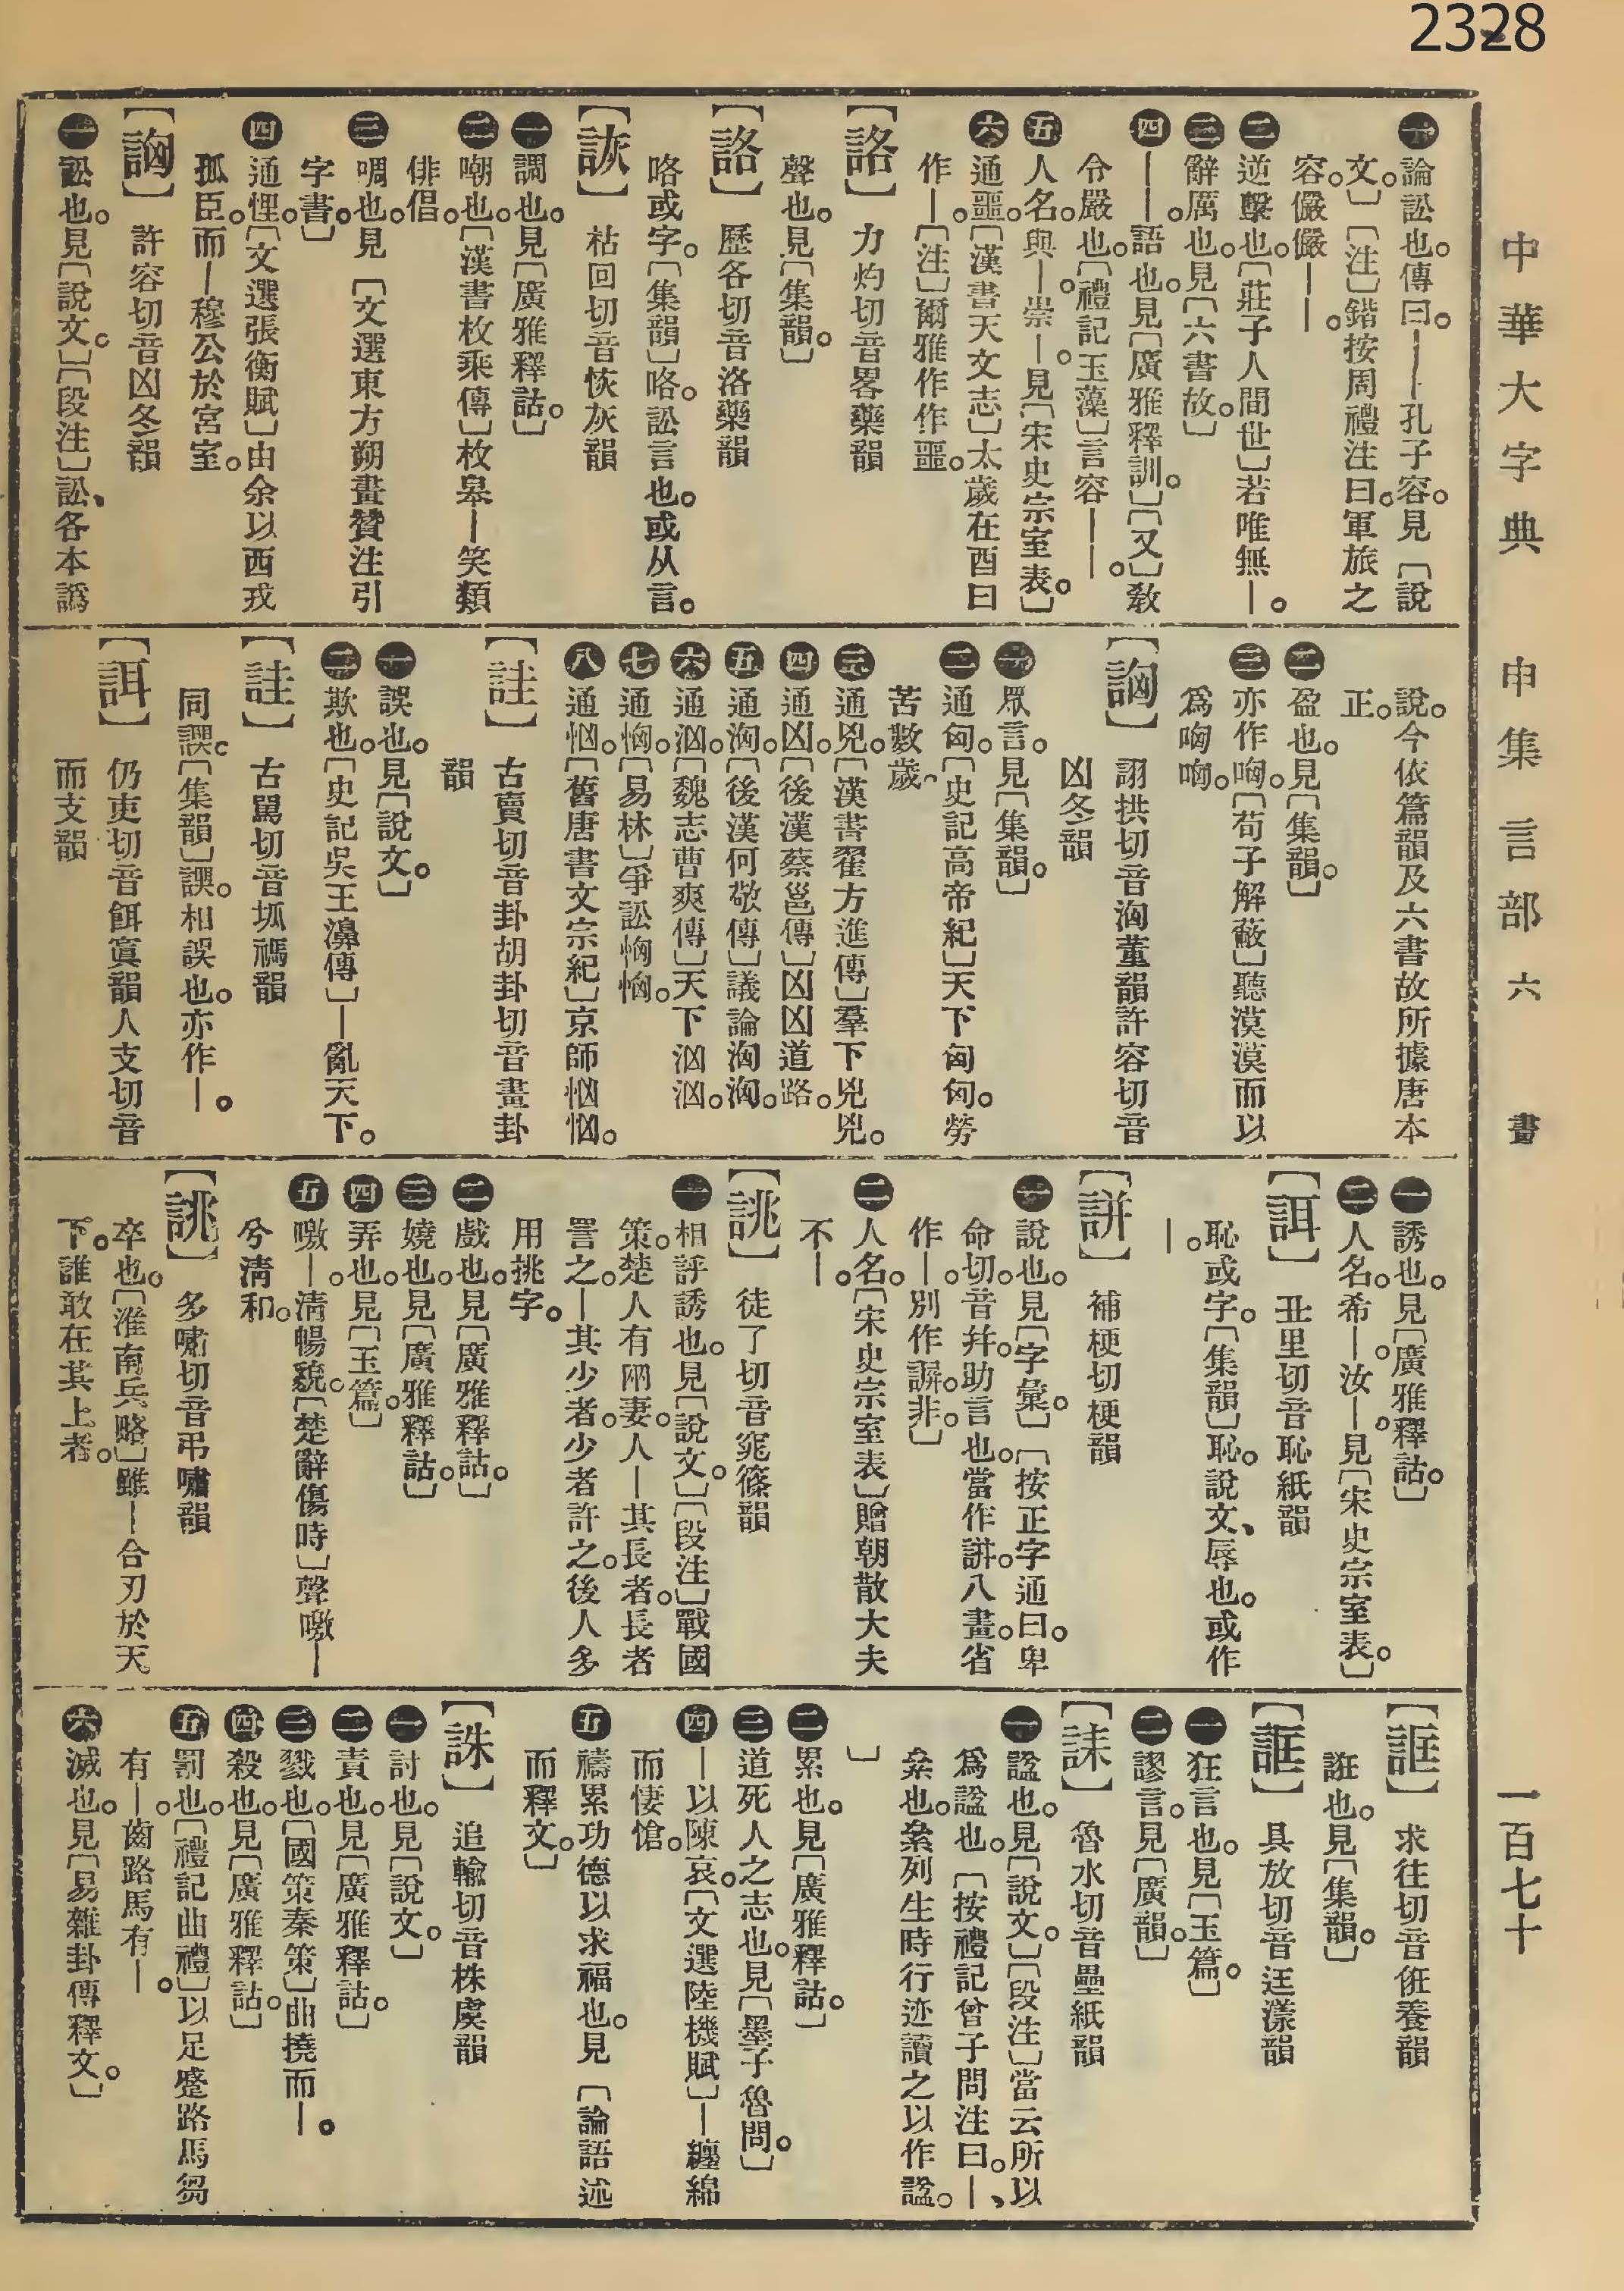 2328
中華大字典 申集 言部 六畫 一百七十
㊀論訟也。傳曰。——孔子容。見〔說
文。〕〔注〕鍇按周禮注曰。軍旅之
容。儼儼——。
㊁逆擊也。〔莊子人間世〕若唯無—。
㊂辭厲也。見〔六書故。〕
㊃——。語也。見〔廣雅釋訓。〕〔又〕敎
令嚴也。〔禮記玉藻〕言容——。
㊄人名。與—。崇—。見〔宋史宗室表。〕
㊅通噩。〔漢書天文志〕太歲在酉曰
作—。〔注〕爾雅作作噩。
【詻】 力灼切音畧藥韻
聲也。見〔集韻。〕
【詻】 歷各切音洛藥韻
咯或字。〔集韻〕咯。訟言也。或从言。
【詼】 枯回切音恢灰韻
㊀調也。見〔廣雅釋詁。〕
㊁嘲也。〔漢書枚乘傳〕枚皋—笑類
俳倡。
㊂啁也。見〔文選東方朔畫贊注引
字書。〕
㊃通悝。〔文選張衡賦〕由余以西戎
孤臣。而—穆公於宮室。
【詾】 許容切音凶冬韻
㊀訟也。見〔說文。〕〔段注〕訟、各本譌
說。今依篇韻及六書故所據唐本
正。
㊁盈也。見〔集韻。〕
㊂亦作啕。〔荀子解蔽〕聽漠漠而以
爲哅哅。
【詾】 詡拱切音洶董韻許容切音
凶冬韻
㊀眾言。見〔集韻。〕
㊁通匈。〔史記高帝紀〕天下匈匈。勞
苦數歲。
㊂通兇。〔漢書翟方進傳〕羣下兇兇。
㊃通凶。〔後漢蔡邕傳〕凶凶道路。
㊄通洶。〔後漢何敬傳〕議論洶洶。
㊅通汹。〔魏志曹爽傳〕天下汹汹。
㊆通恟。〔易林〕爭訟恟恟。
㊇通忷。〔舊唐書文宗紀〕京師忷忷。
【詿】 古賣切音卦胡卦切音畫卦
韻
㊀誤也。見〔說文。〕
㊁欺也。〔史記吳王濞傳〕—亂天下。
【詿】 古駡切音坬禡韻
同諣。〔集韻〕諣。相誤也。亦作—。
【誀】 仍吏切音餌寘韻人支切音
而支韻
㊀誘也。見〔廣雅釋詁。〕
㊁人名。希—。汝—。見〔宋史宗室表。〕
【誀】 丑里切音恥紙韻
恥或字。〔集韻〕恥。說文、辱也。或作
—。
【誁】 補梗切梗韻
㊀說也。見〔字彙。〕〔按正字通曰。卑
命切。音幷。助言也。當作誁。八畫。省
作—。別作謘。非。〕
㊁人名。〔宋史宗室表〕贈朝散大夫
不—。
【誂】 徒了切音窕篠韻
㊀相評誘也。見〔說文。〕〔段注〕戰國
策。楚人有兩妻。人—其長者。長者
詈之。—其少者。少者許之。後人多
用挑字。
㊁戲也。見〔廣雅釋詁。〕
㊂嬈也。見〔廣雅釋詁。〕
㊃弄也。見〔玉篇。〕
㊄噭—。淸暢貌。〔楚辭傷時〕聲噭—
兮淸和。
【誂】 多嘯切音弔嘯韻
卒也。〔淮南兵略〕雖—合刃於天
下。誰敢在其上者。
【誆】 求往切音俇養韻
誑也。見〔集韻。〕
【誆】 具放切音迋漾韻
㊀狂言也。見〔玉篇。〕
㊁謬言。見〔廣韻。〕
【誄】 魯水切音壘紙韻
㊀諡也。見〔說文。〕〔段注〕當云所以
爲諡也〔按禮記曾子問注曰。—、
絫也。絫列生時行迹讀之以作諡。
〕
㊁累也。見〔廣雅釋詁。〕
㊂道死人之志也。見〔墨子魯問。〕
㊃—以陳哀。〔文選陸機賦〕—纏綿
而悽愴。
㊄禱累功德以求福也。見〔論語述
而釋文。〕
【誅】 追輸切音株虞韻
㊀討也。見〔說文。〕
㊁責也。見〔廣雅釋詁。〕
㊂戮也。〔國策秦策〕曲撓而—。
㊃殺也。見〔廣雅釋詁。〕
㊄罰也。〔禮記曲禮〕以足蹙路馬芻
有—。齒路馬有—。
㊅滅也。見〔易雜卦傳釋文。〕